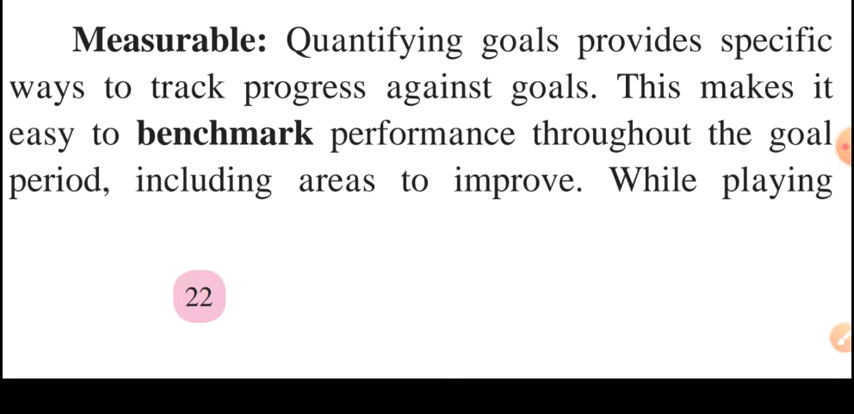 Measurable: Quantifying goals provides specific
ways to track progress against goals. This makes it
easy to benchmark performance throughout the goal
period, including areas to improve. While playing
22